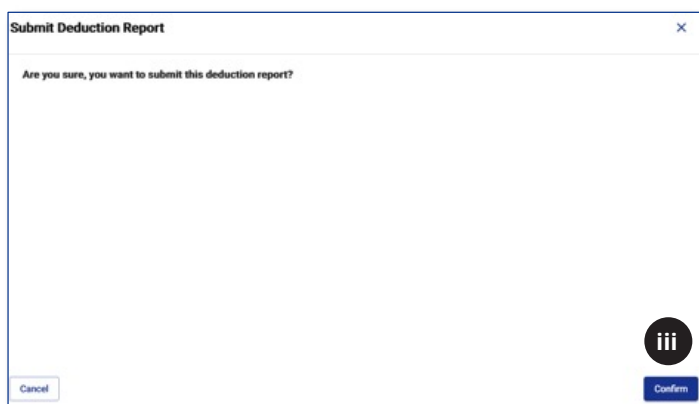 Submit Deduction Report
Are you sure, you want to submit this deduction report?
iii
Cancel
Confirm